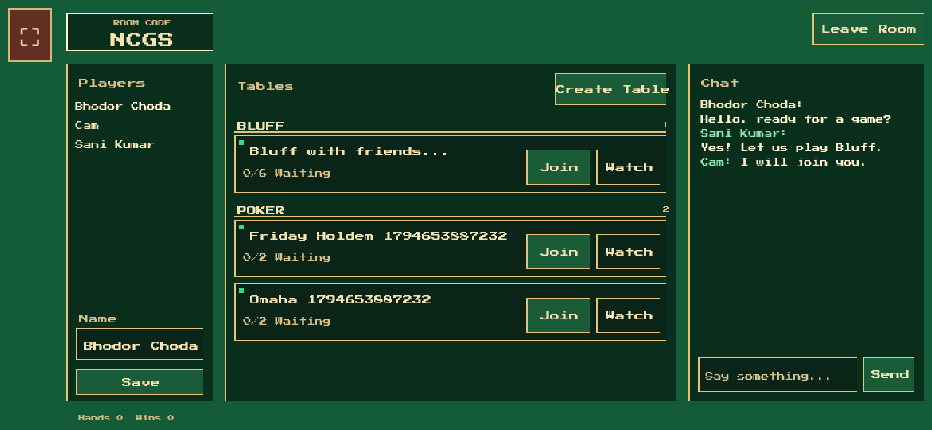 ROOM CODE
NCGS
Leave Room
Players
Bhodor Choda
Cam
Sani Kumar
Name
Bhodor Choda
Save
Hands 0 Wins 0
Tables
Create Table
BLUFF
Bluff with friends...
0/6 Waiting
Join
Watch
POKER
2
Friday Holdem 1794653887232
0/2 Waiting
Join
Watch
Omaha 1794653887232
0/2 Waiting
Join
Watch
Chat
Bhodor Choda:
Hello, ready for a game?
Sani Kumar:
Yes! Let us play Bluff.
Cam: I will join you.
Say something...
Send